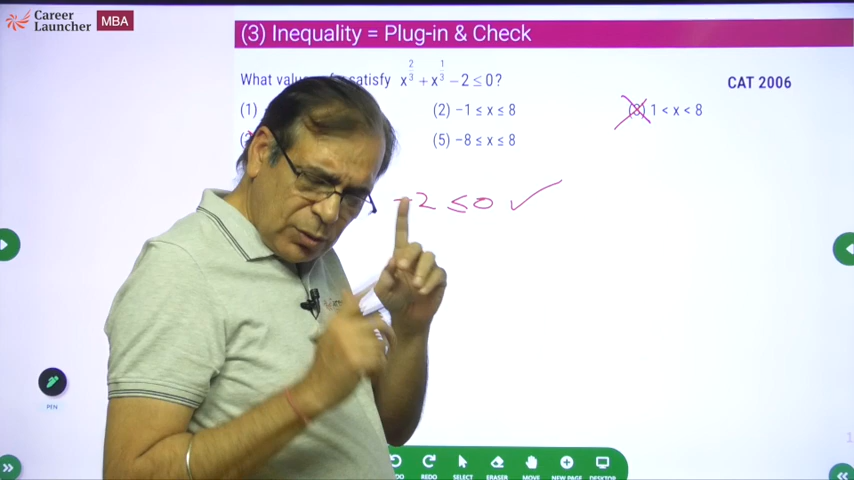 Career
Launcher MBA
(3) Inequality = Plug-in & Check
What satisfy x^{2/3} + x^{1/3} − 2 ≤ 0?
CAT 2006
(1) (2) −1 ≤ x ≤ 8 (3) 1 < x < 8
(5) −8 ≤ x ≤ 8
−2 ≤ 0 ✓
PEN
REDO SELECT ERASER MOVE NEW PAGE DESKTOP